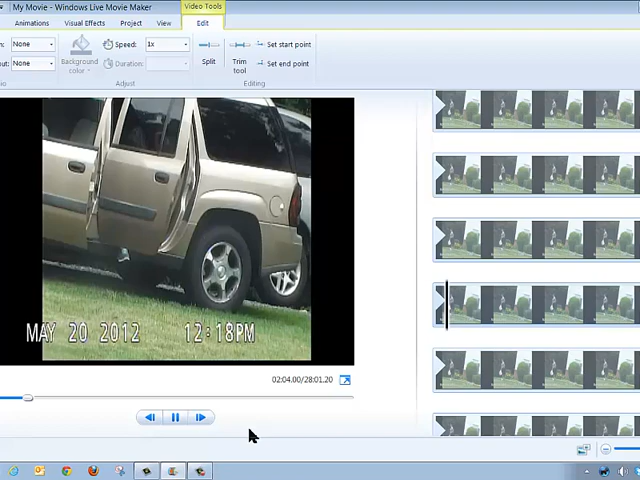 My Movie - Windows Live Movie Maker
Video Tools
Animations
Visual Effects
Project
View
Edit
None
None
Background
color
Speed:
1x
Duration:
Adjust
Split
Trim
tool
Set start point
Set end point
Editing
MAY 20 2012 12:18PM
02:04.00/28:01.20